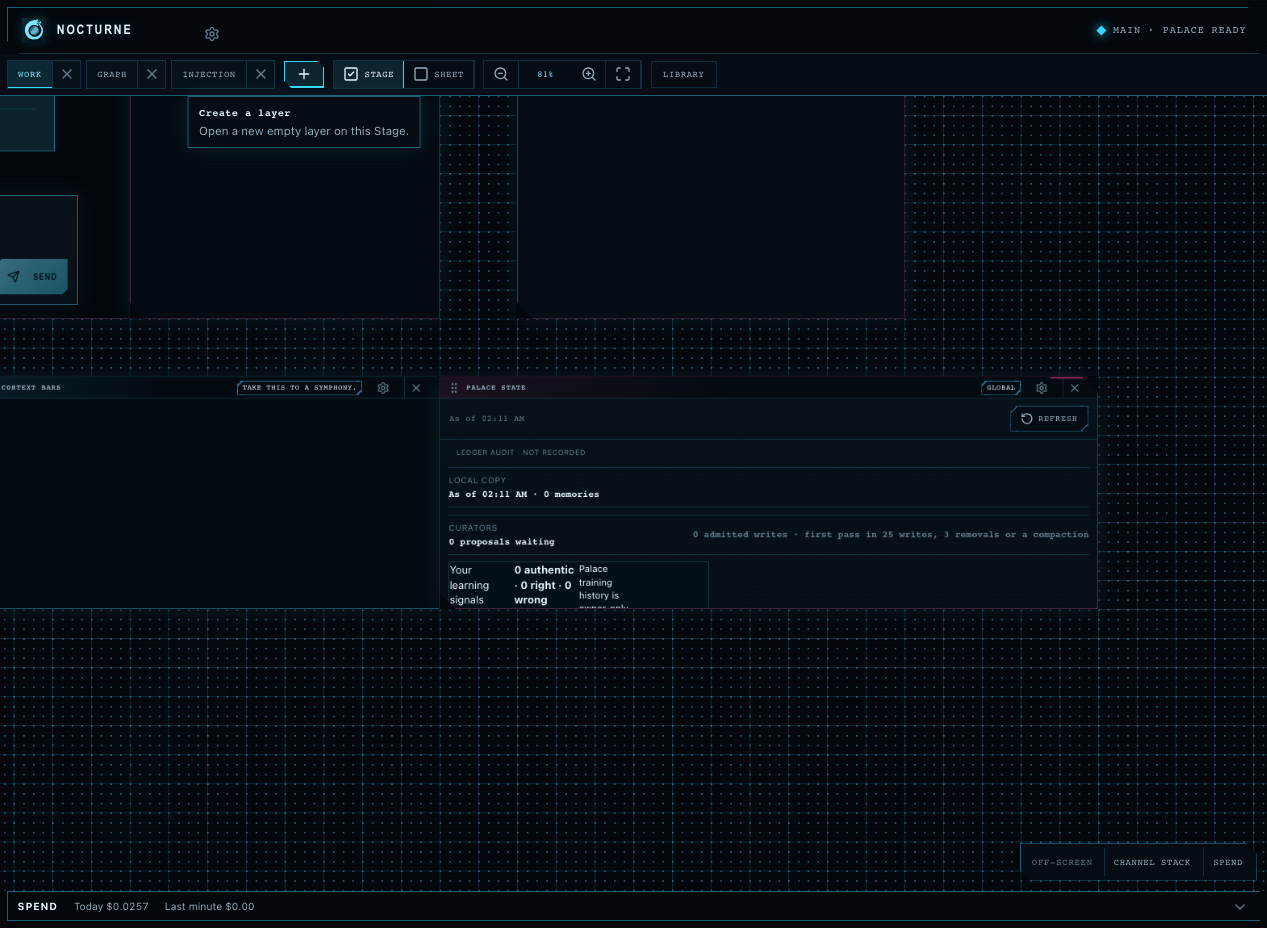 NOCTURNE
MAIN · PALACE READY
WORK
GRAPH
INJECTION
STAGE
SHEET
81%
LIBRARY
Create a layer
Open a new empty layer on this Stage.
SEND
CONTEXT BARS
TAKE THIS TO A SYMPHONY.
PALACE STATE
GLOBAL
As of 02:11 AM
REFRESH
LEDGER AUDIT · NOT RECORDED
LOCAL COPY
As of 02:11 AM · 0 memories
CURATORS
0 proposals waiting
0 admitted writes · first pass in 25 writes, 3 removals or a compaction
Your
learning
signals
0 authentic
· 0 right · 0
wrong
Palace
training
history is
owner-only
OFF-SCREEN
CHANNEL STACK
SPEND
SPEND
Today $0.0257
Last minute $0.00